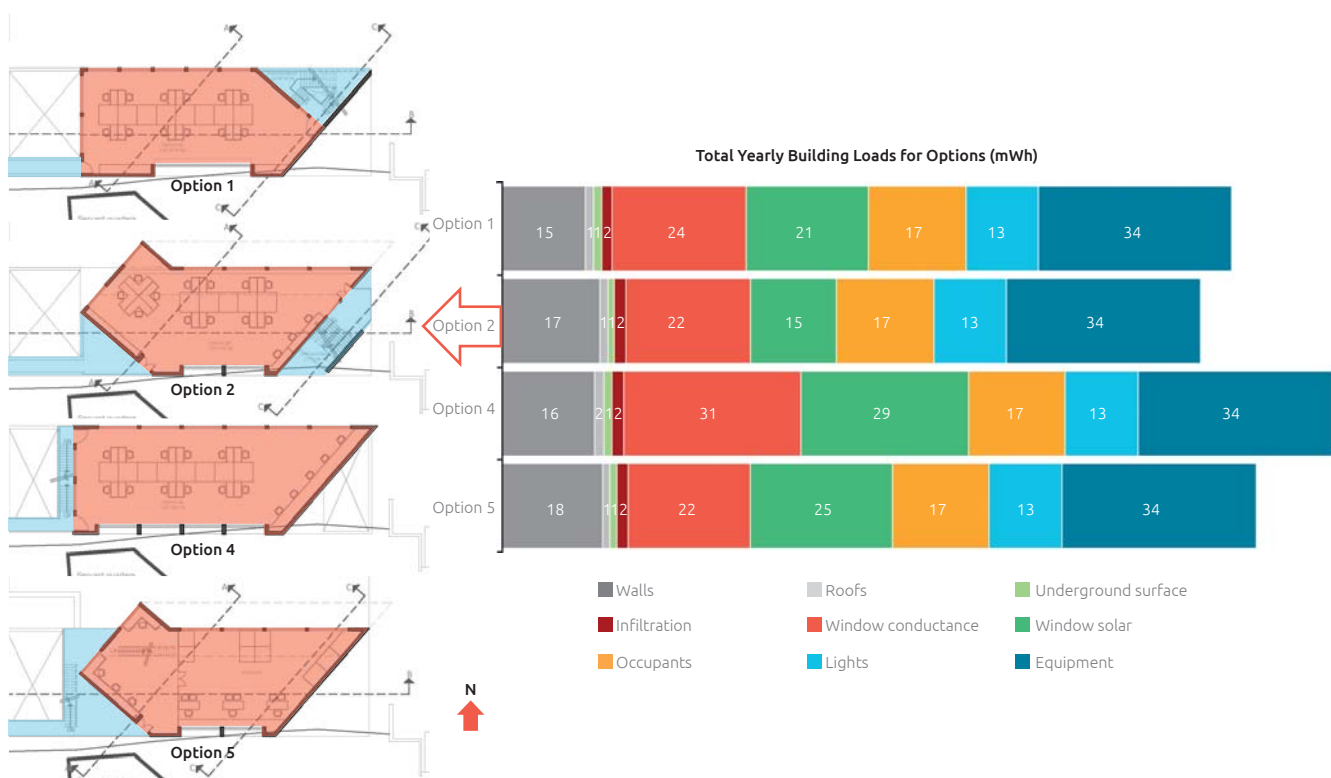 A
C
B
A
Option 1
C
Total Yearly Building Loads for Options (mWh)
Option 1
15
1
1
2
24
21
17
13
34
A
C
B
A
Option 2
C
Option 2
17
1
1
2
22
15
17
13
34
Option 4
Option 4
16
2
1
2
31
29
17
13
34
Option 5
18
1
1
2
22
25
17
13
34
Walls
Roofs
Underground surface
Infiltration
Window conductance
Window solar
Occupants
Lights
Equipment
A
C
B
A
Option 5
C
N